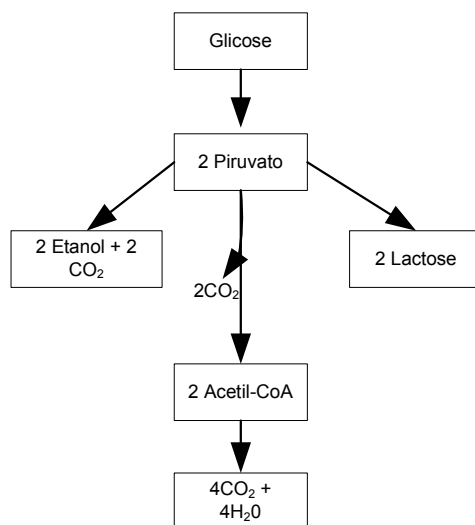 Glicose
2 Piruvato
2 Etanol + 2
CO₂
2 Lactose
2CO₂
2 Acetil-CoA
4CO₂ +
4H₂0